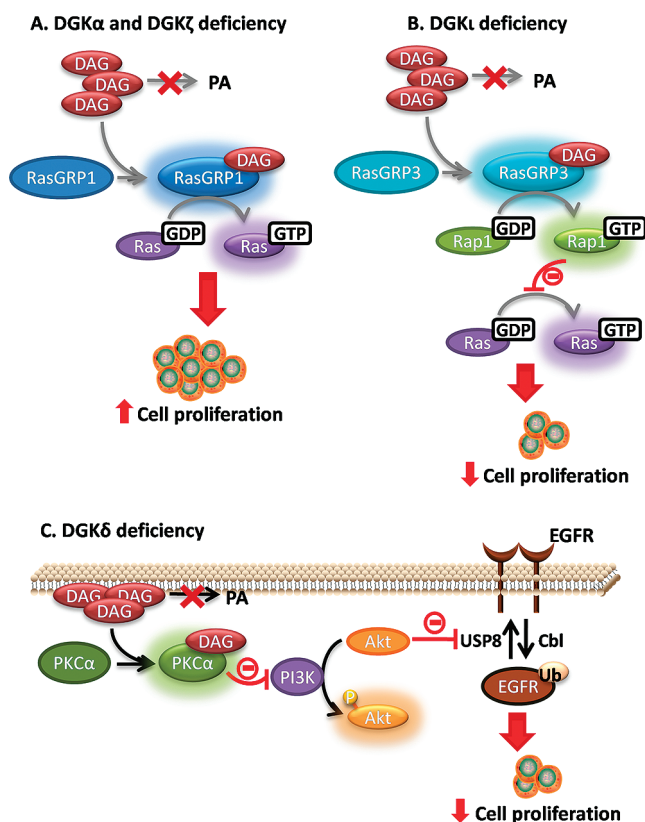 A. DGKα and DGKζ deficiency
DAG
DAG
DAG
PA
DAG
RasGRP1
RasGRP1
Ras
GDP
Ras
GTP
Cell proliferation
B. DGKι deficiency
DAG
DAG
DAG
PA
DAG
RasGRP3
RasGRP3
Rap1
GDP
Rap1
GTP
Ras
GDP
Ras
GTP
Cell proliferation
C. DGKδ deficiency
EGFR
DAG
DAG
DAG
PA
PKCα
PKCα
DAG
PI3K
Akt
P
Akt
USP8
Cbl
EGFR
Ub
Cell proliferation